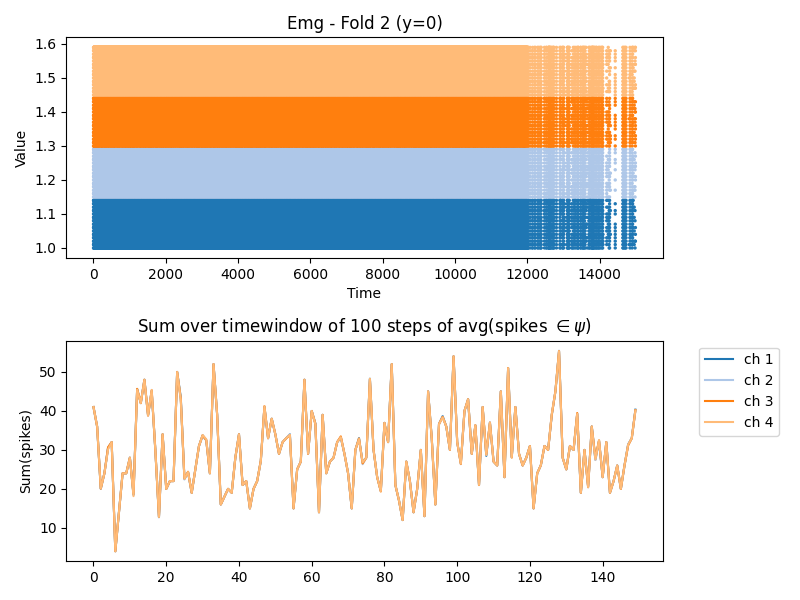 Emg - Fold 2 (y=0)
Value
1.6
1.5
1.4
1.3
1.2
1.1
1.0
0 2000 4000 6000 8000 10000 12000 14000
Time
Sum over timewindow of 100 steps of avg(spikes ∈ ψ)
Sum(spikes)
50
40
30
20
10
0 20 40 60 80 100 120 140
ch 1
ch 2
ch 3
ch 4